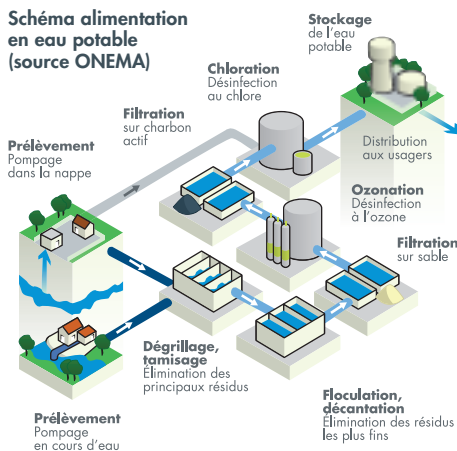 Schéma alimentation
en eau potable
(source ONEMA)
Stockage
de l'eau
potable
Chloration
Désinfection
au chlore
Filtration
sur charbon
actif
Prélèvement
Pompage
dans la nappe
Distribution
aux usagers
Ozonation
Désinfection
à l'ozone
Filtration
sur sable
Dégrillage,
tamisage
Élimination des
principaux résidus
Floculation,
décantation
Élimination des résidus
les plus fins
Prélèvement
Pompage
en cours d'eau